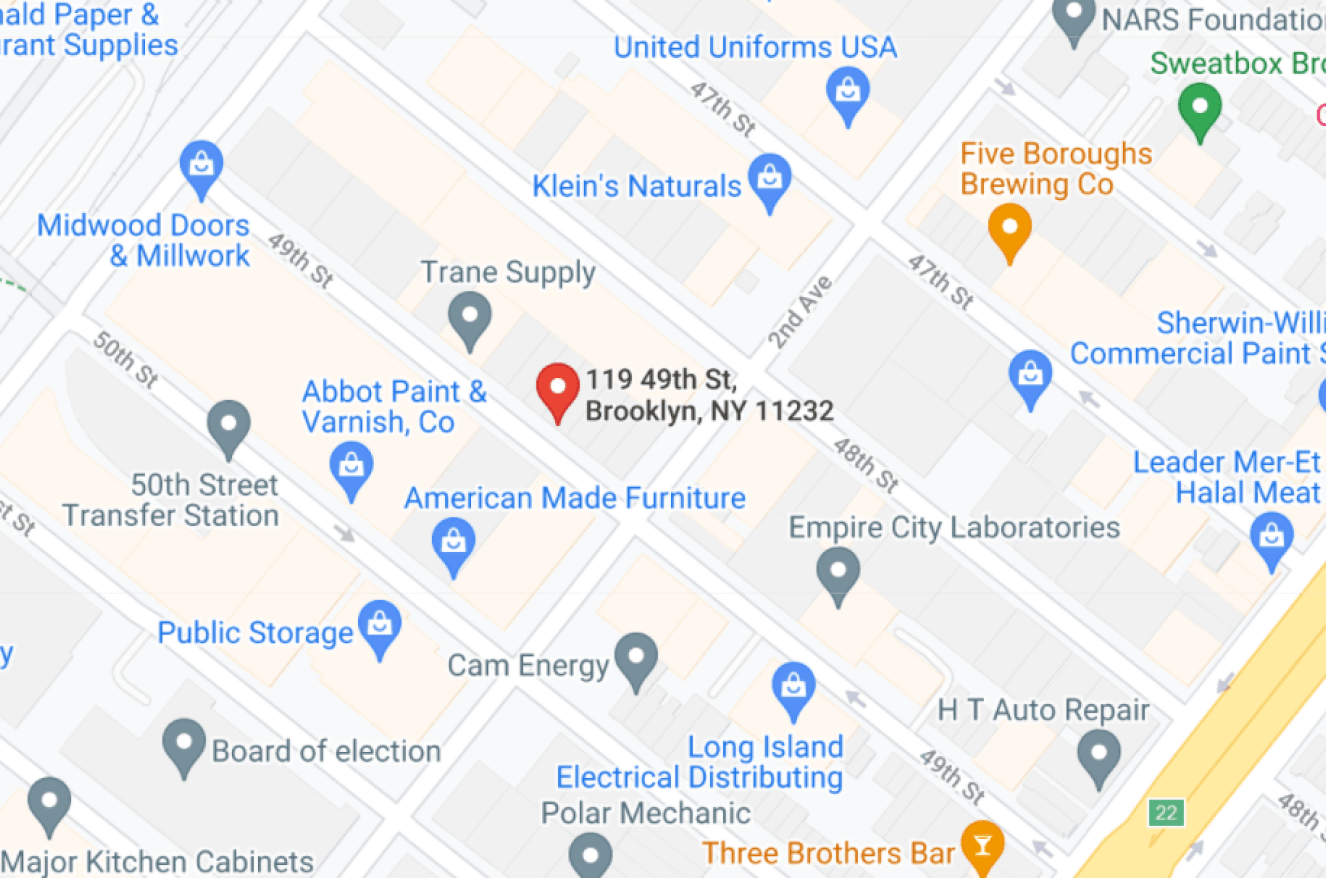 nald Paper &
rant Supplies
United Uniforms USA
NARS Foundation
Sweatbox Bro
47th St
Five Boroughs
Brewing Co
Klein's Naturals
Midwood Doors
& Millwork
49th St
Trane Supply
2nd Ave
47th St
Sherwin-Willi
Commercial Paint S
50th St
119 49th St,
Brooklyn, NY 11232
Abbot Paint &
Varnish, Co
48th St
Leader Mer-Et
Halal Meat
50th Street
Transfer Station
American Made Furniture
st St
Empire City Laboratories
Public Storage
y
Cam Energy
H T Auto Repair
Board of election
Long Island
Electrical Distributing
49th St
22
48th
Polar Mechanic
Three Brothers Bar
Major Kitchen Cabinets